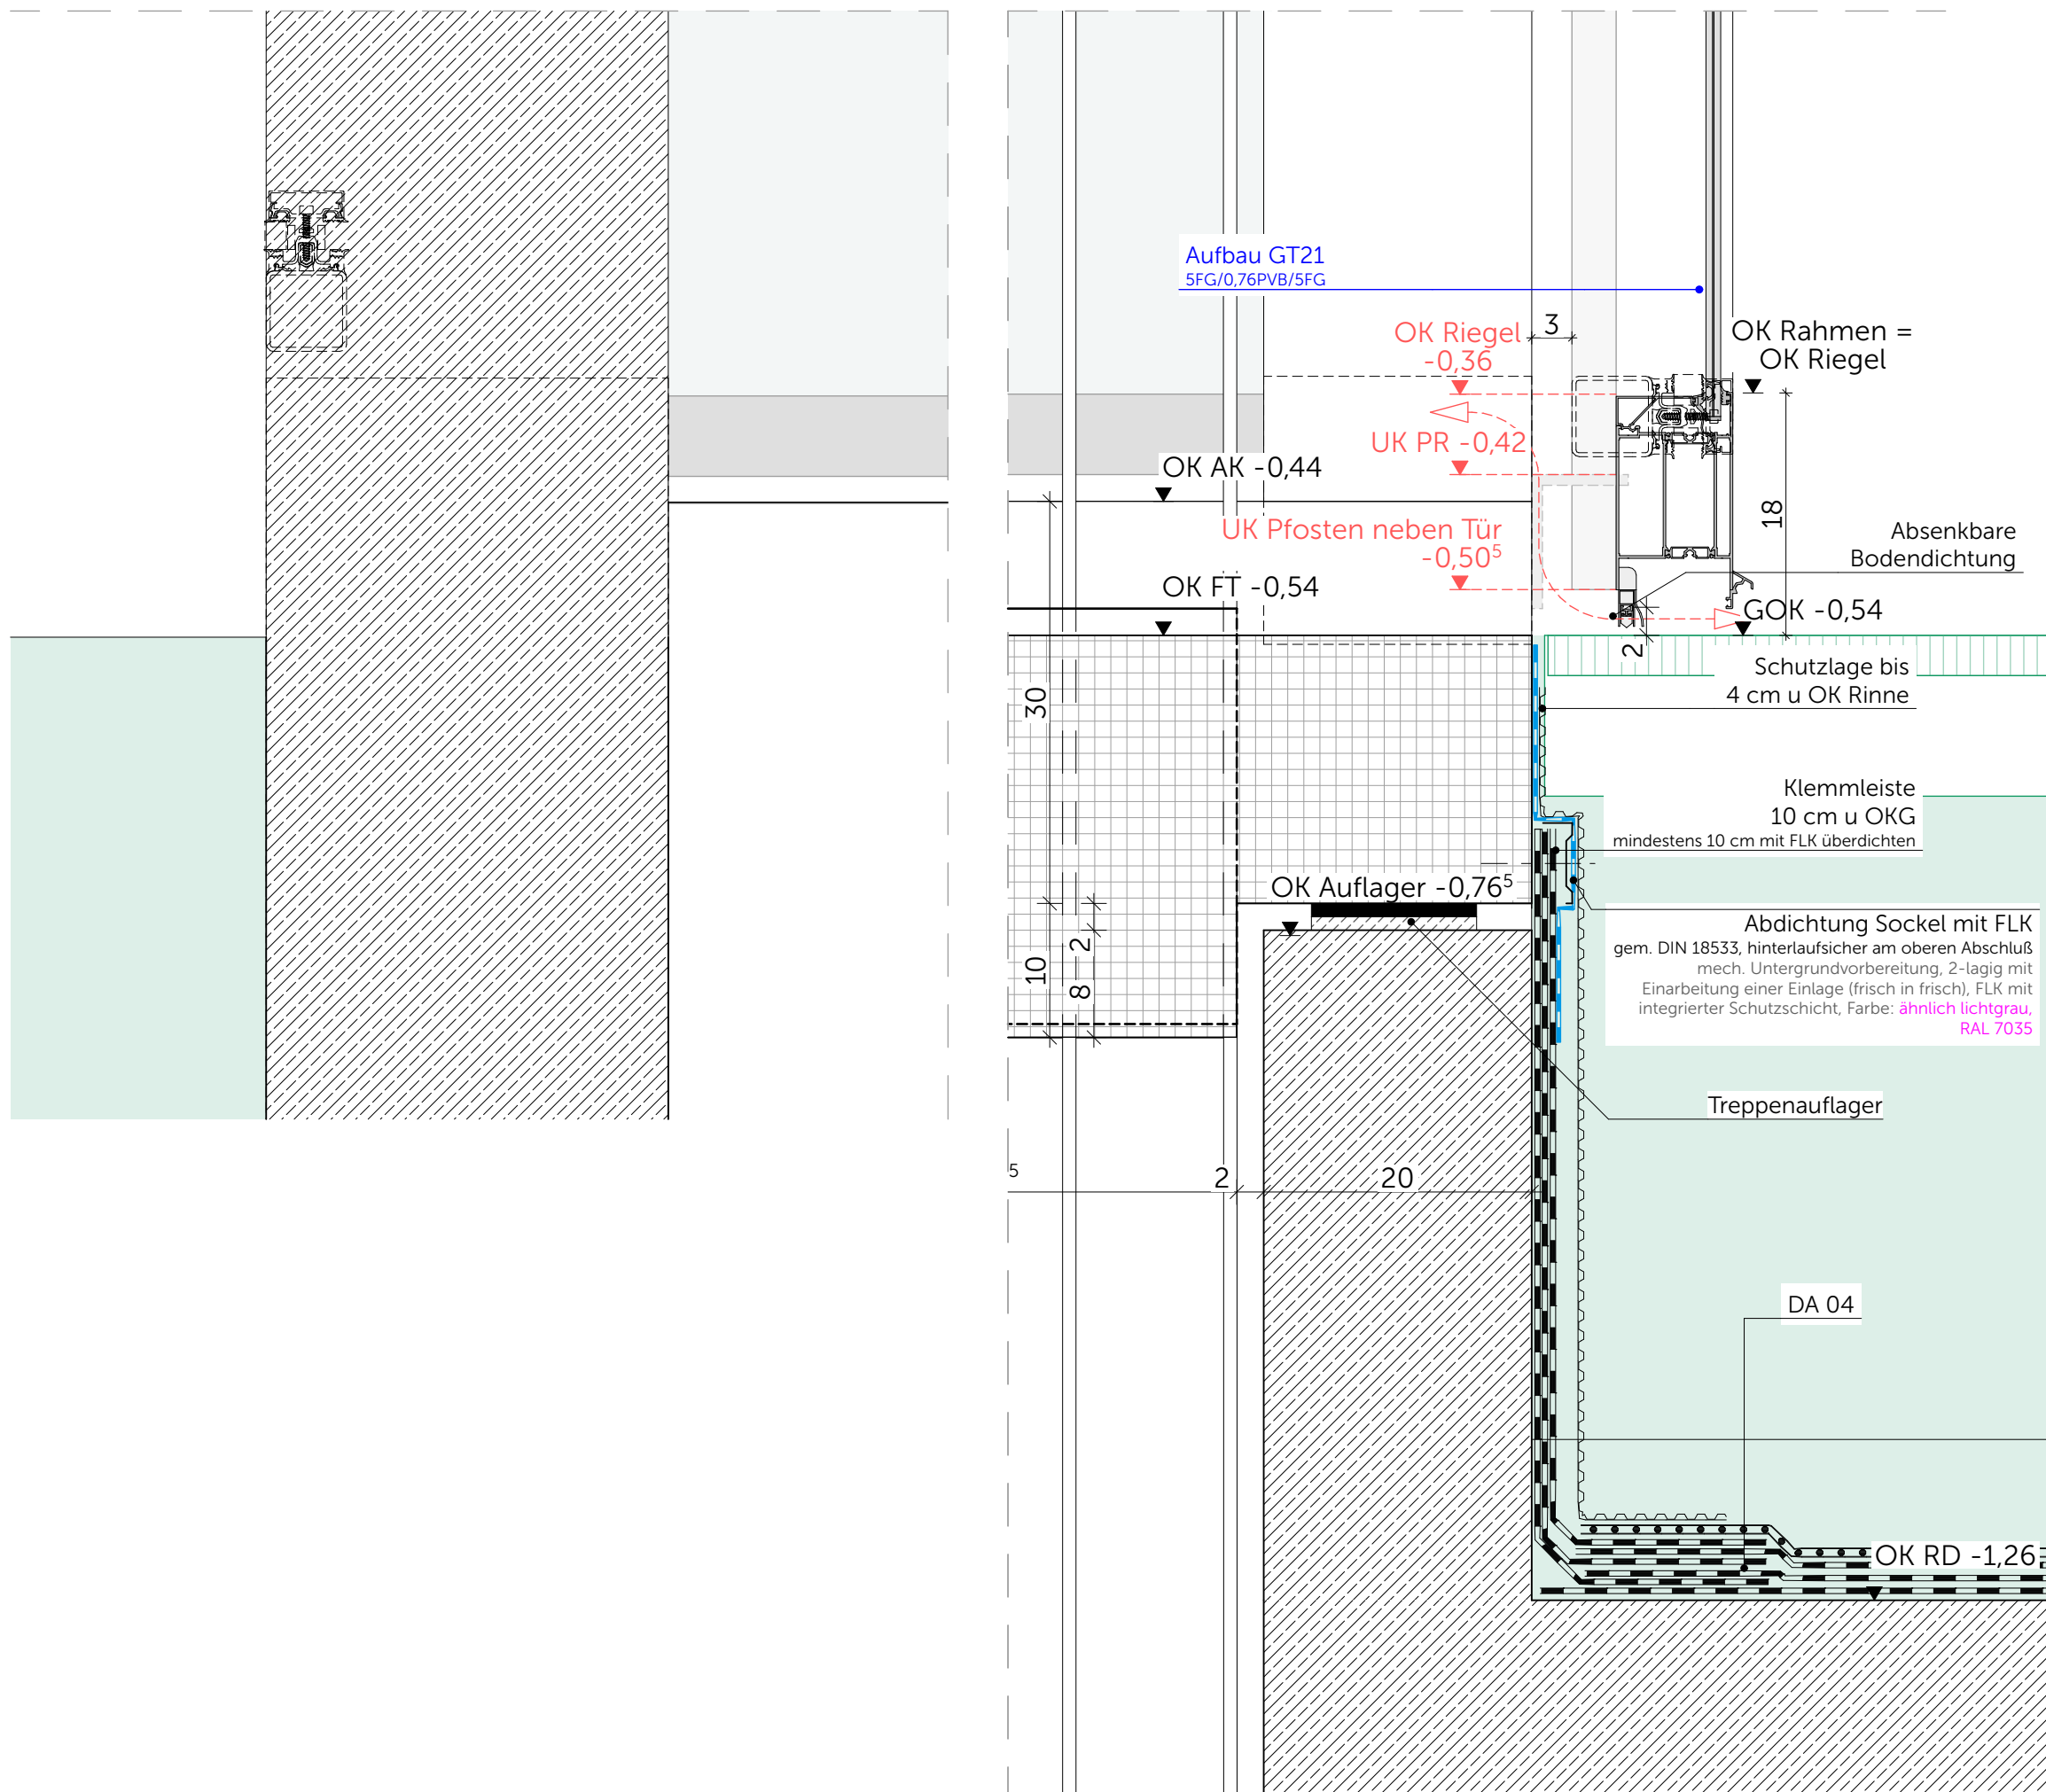 Aufbau GT21
5FG/0,76PVB/5FG
OK Riegel
-0,36
3
OK Rahmen =
OK Riegel
UK PR -0,42
OK AK -0,44
18
UK Pfosten neben Tür
-0,50⁵
Absenkbare
Bodendichtung
OK FT -0,54
GOK -0,54
2
Schutzlage bis
4 cm u OK Rinne
30
Klemmleiste
10 cm u OKG
mindestens 10 cm mit FLK überdichten
OK Auflager -0,76⁵
Abdichtung Sockel mit FLK
gem. DIN 18533, hinterlaufsicher am oberen Abschluß
mech. Untergrundvorbereitung, 2-lagig mit
Einarbeitung einer Einlage (frisch in frisch), FLK mit
integrierter Schutzschicht, Farbe: ähnlich lichtgrau,
RAL 7035
2
10
8
Treppenauflager
5
2
20
DA 04
OK RD -1,26